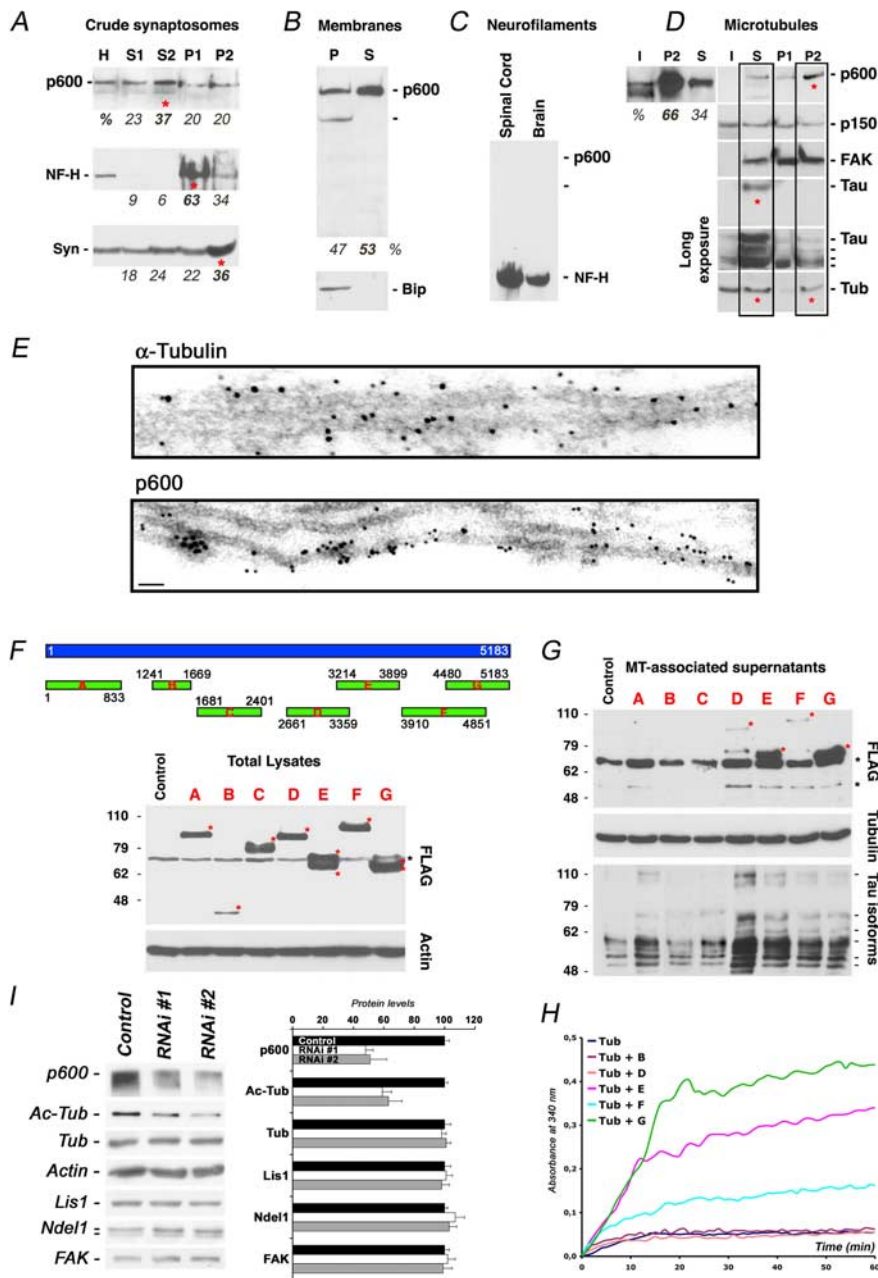 A Crude synaptosomes
H S1 S2 P1 P2
p600
*
% 23 37 20 20
NF-H -
*
9 6 63 34
Syn -
*
18 24 22 36
B Membranes
P S
- p600
-
47 53 %
- Bip
C Neurofilaments
Spinal Cord
Brain
- p600
-
- NF-H
I P2 S
% 66 34
D Microtubules
I S P1 P2
- p600
*
- p150
- FAK
- Tau
*
Long exposure
- Tau
- Tub
* *
E
α-Tubulin
p600
F
1 5183
1241 1669 3214 3899 4480 5183
A B E G
1 833 1681 2401 2661 3359 3910 4851
C D F
Total Lysates
Control A B C D E F G
110 -
79 -
62 -
48 -
FLAG
Actin
G
MT-associated supernatants
Control A B C D E F G
110 -
79 -
62 -
48 -
FLAG
Tubulin
110 -
79 -
62 -
48 -
Tau isoforms
I
Control RNAi #1 RNAi #2
p600 -
Ac-Tub -
Tub -
Actin -
Lis1 -
Ndel1 =
FAK -
Protein levels
0 20 40 60 80 100 120
Control
p600 RNAi #1
RNAi #2
Ac-Tub
Tub
Lis1
Ndel1
FAK
H
0,5
0,4
0,3
0,2
0,1
0,0
Absorbance at 340 nm
Tub
Tub + B
Tub + D
Tub + E
Tub + F
Tub + G
Time (min)
0 10 20 30 40 50 60